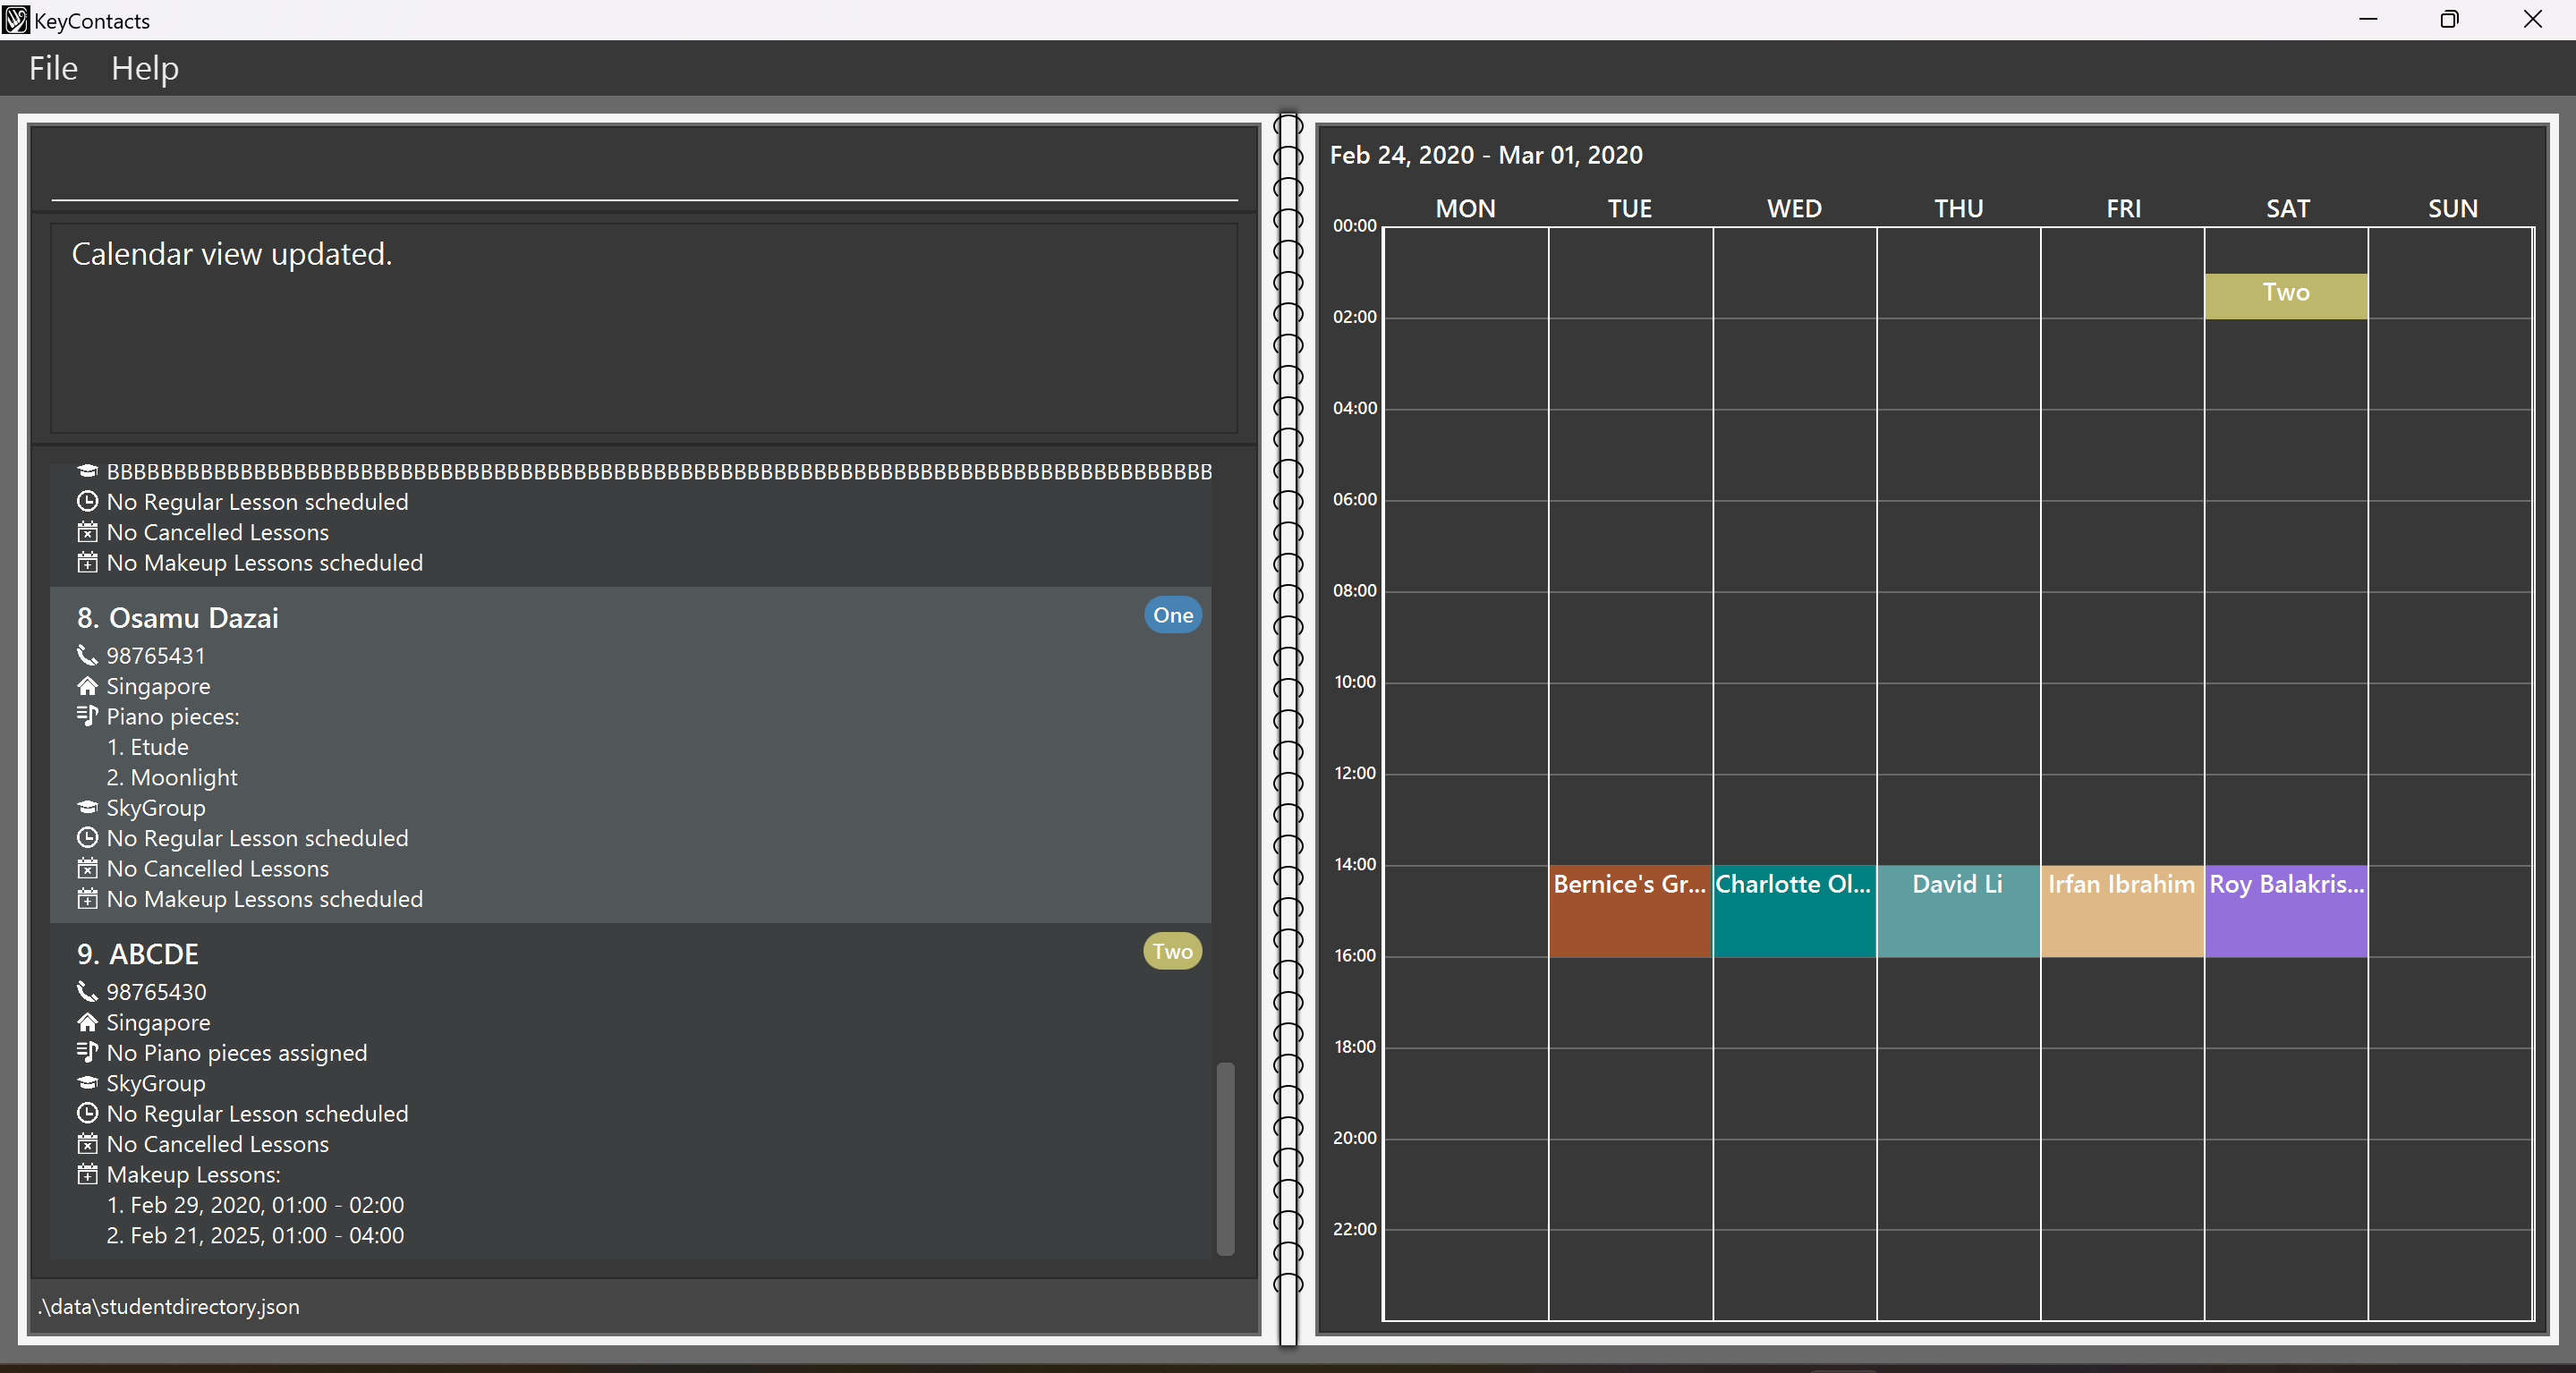 KeyContacts
File Help
Calendar view updated.
BBBBBBBBBBBBBBBBBBBBBBBBBBBBBBBBBBBBBBBBBBBBBBBBBBBBBBBBBBBBBBBBBBBBBBBBBBBBBBBBBBB
No Regular Lesson scheduled
No Cancelled Lessons
No Makeup Lessons scheduled
8. Osamu Dazai
One
98765431
Singapore
Piano pieces:
1. Etude
2. Moonlight
SkyGroup
No Regular Lesson scheduled
No Cancelled Lessons
No Makeup Lessons scheduled
9. ABCDE
Two
98765430
Singapore
No Piano pieces assigned
SkyGroup
No Regular Lesson scheduled
No Cancelled Lessons
Makeup Lessons:
1. Feb 29, 2020, 01:00 - 02:00
2. Feb 21, 2025, 01:00 - 04:00
.\data\studentdirectory.json
Feb 24, 2020 - Mar 01, 2020
MON TUE WED THU FRI SAT SUN
00:00
Two
02:00
04:00
06:00
08:00
10:00
12:00
14:00
Bernice's Gr... Charlotte Ol... David Li Irfan Ibrahim Roy Balakris...
16:00
18:00
20:00
22:00